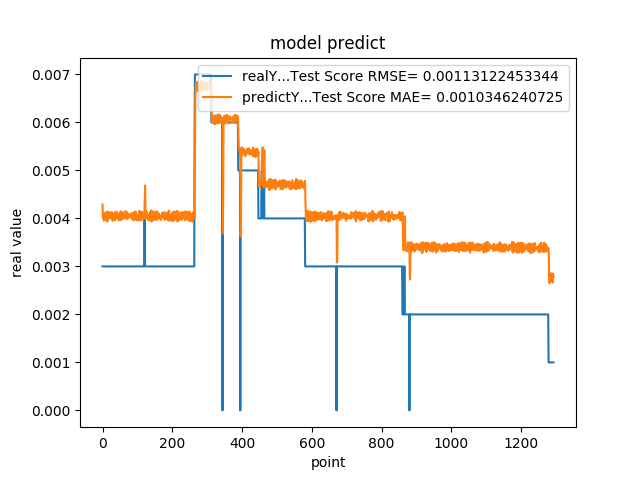 model predict
realY...Test Score RMSE= 0.00113122453344
predictY...Test Score MAE= 0.0010346240725
0.007
0.006
0.005
0.004
0.003
0.002
0.001
0.000
real value
0 200 400 600 800 1000 1200
point